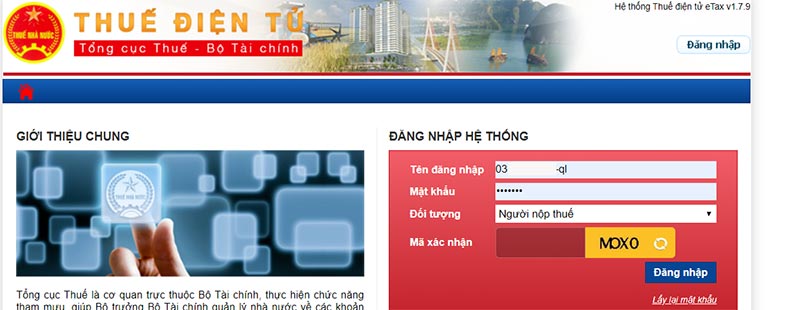 Hệ thống Thuế điện tử eTax v1.7.9
THUẾ NHÀ NƯỚC
THUẾ ĐIỆN TỬ
Tổng cục Thuế - Bộ Tài chính
Đăng nhập
GIỚI THIỆU CHUNG
THUẾ NHÀ NƯỚC
Tổng cục Thuế là cơ quan trực thuộc Bộ Tài chính, thực hiện chức năng
tham mưu, giúp Bộ trưởng Bộ Tài chính quản lý nhà nước về các khoản
ĐĂNG NHẬP HỆ THỐNG
Tên đăng nhập 03 -ql
Mật khẩu •••••••
Đối tượng Người nộp thuế
Mã xác nhận MOXO
Đăng nhập
Lấy lại mật khẩu